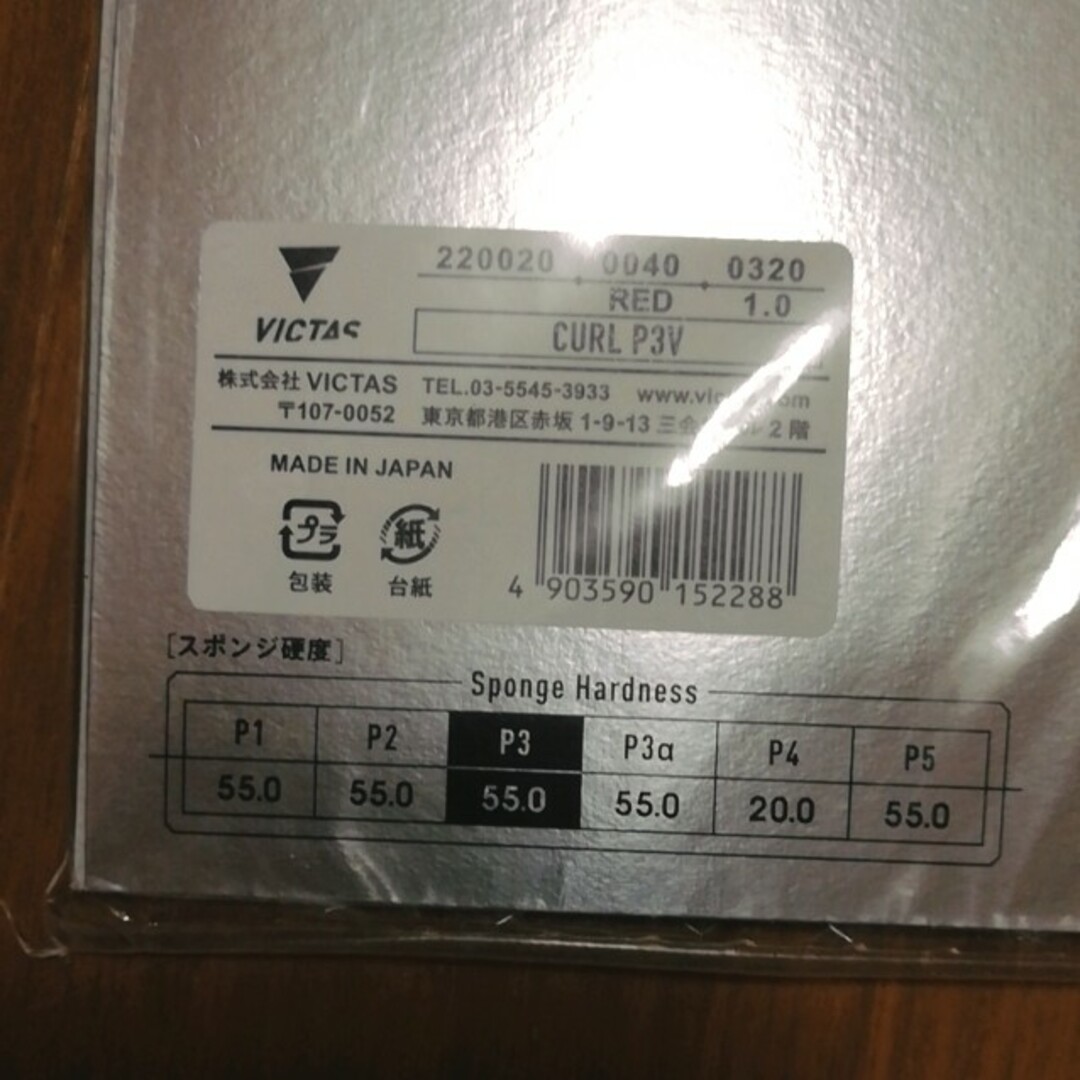 VICTAS
220020 0040 0320
RED 1.0
CURL P3V
株式会社 VICTAS TEL.03-5545-3933
〒107-0052 東京都港区赤坂 1-9-13 2 階
MADE IN JAPAN
プラ 紙
包装 台紙
4 903590 152288
[スポンジ硬度]
Sponge Hardness
P1 P2 P3 P3α P4 P5
55.0 55.0 55.0 55.0 20.0 55.0